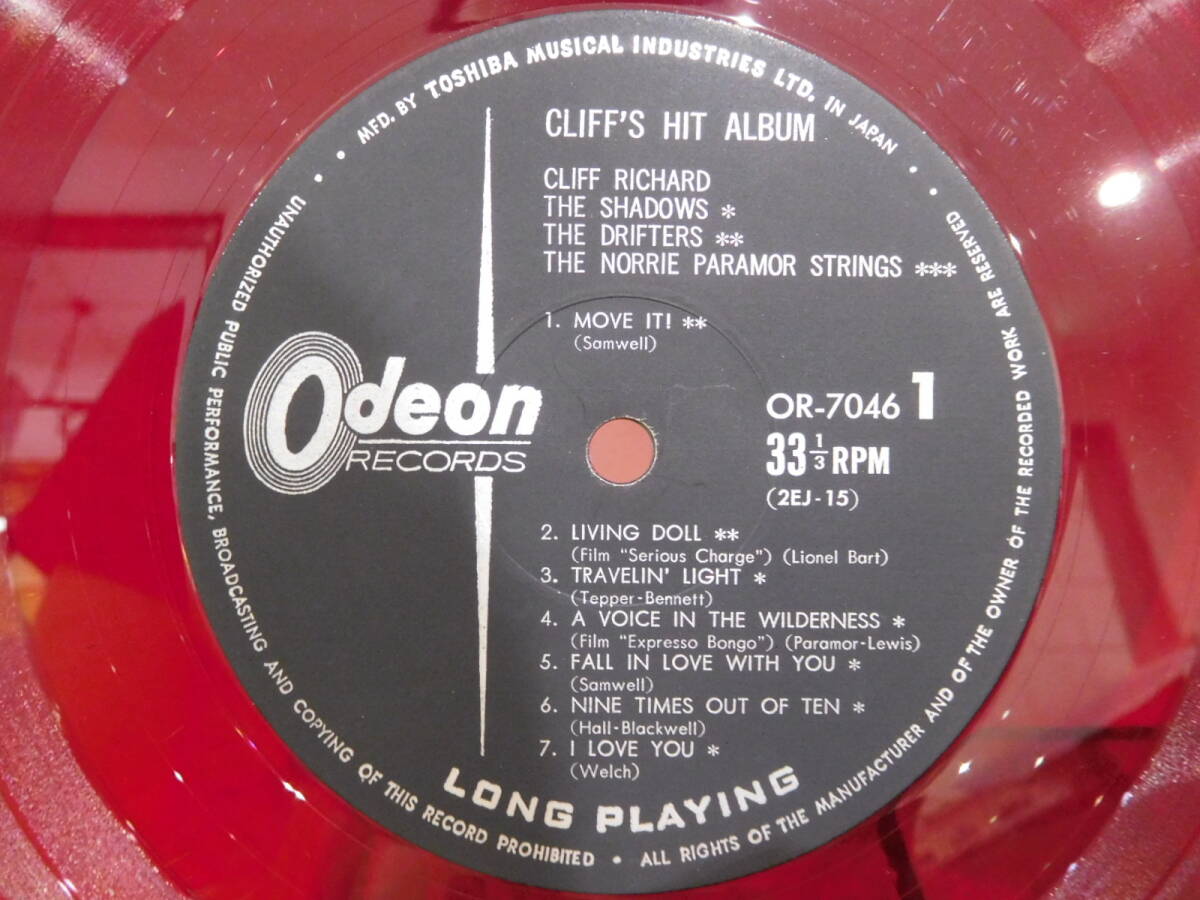 MFD. BY TOSHIBA MUSICAL INDUSTRIES LTD. IN JAPAN
CLIFF'S HIT ALBUM
CLIFF RICHARD
THE SHADOWS *
THE DRIFTERS **
THE NORRIE PARAMOR STRINGS ***
1. MOVE IT! **
(Samwell)
Odeon
RECORDS
OR-7046 1
33 1/3 RPM
(2EJ-15)
2. LIVING DOLL **
(Film "Serious Charge") (Lionel Bart)
3. TRAVELIN' LIGHT *
(Tepper-Bennett)
4. A VOICE IN THE WILDERNESS *
(Film "Expresso Bongo") (Paramor-Lewis)
5. FALL IN LOVE WITH YOU *
(Samwell)
6. NINE TIMES OUT OF TEN *
(Hall-Blackwell)
7. I LOVE YOU *
(Welch)
LONG PLAYING
UNAUTHORIZED PUBLIC PERFORMANCE, BROADCASTING AND COPYING OF THIS RECORD PROHIBITED • ALL RIGHTS OF THE MANUFACTURER AND OF THE OWNER OF THE RECORDED WORK ARE RESERVED